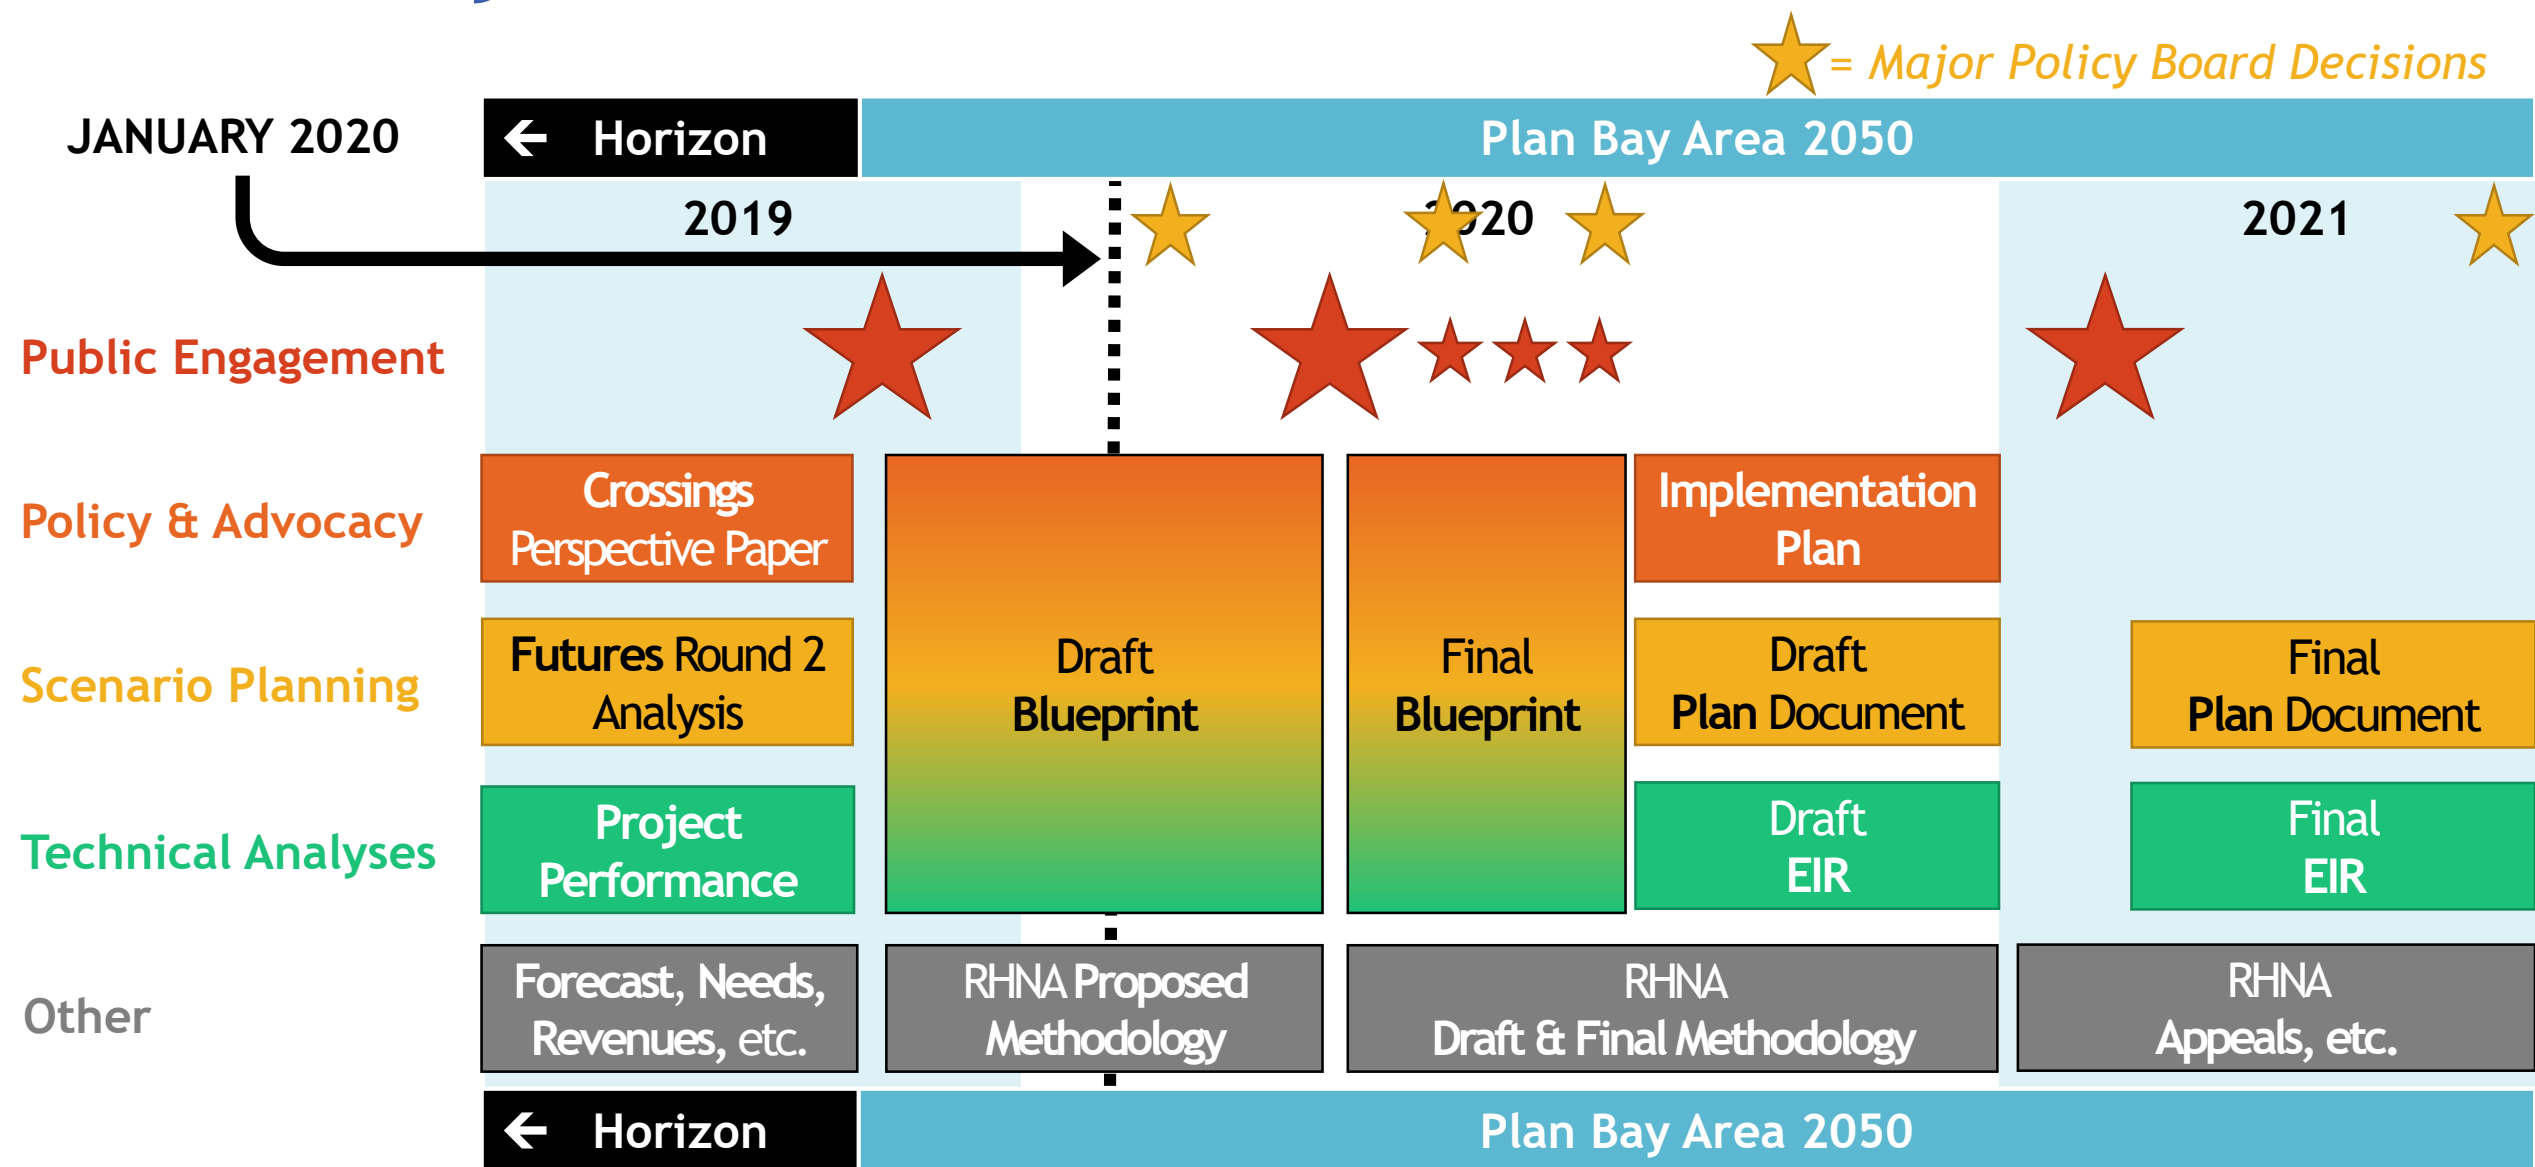 = Major Policy Board Decisions
JANUARY 2020
← Horizon
Plan Bay Area 2050
2019
2020
2021
Public Engagement
Policy & Advocacy
Crossings
Perspective Paper
Implementation
Plan
Scenario Planning
Futures Round 2
Analysis
Draft
Blueprint
Final
Blueprint
Draft
Plan Document
Final
Plan Document
Technical Analyses
Project
Performance
Draft
EIR
Final
EIR
Other
Forecast, Needs,
Revenues, etc.
RHNA Proposed
Methodology
RHNA
Draft & Final Methodology
RHNA
Appeals, etc.
← Horizon
Plan Bay Area 2050